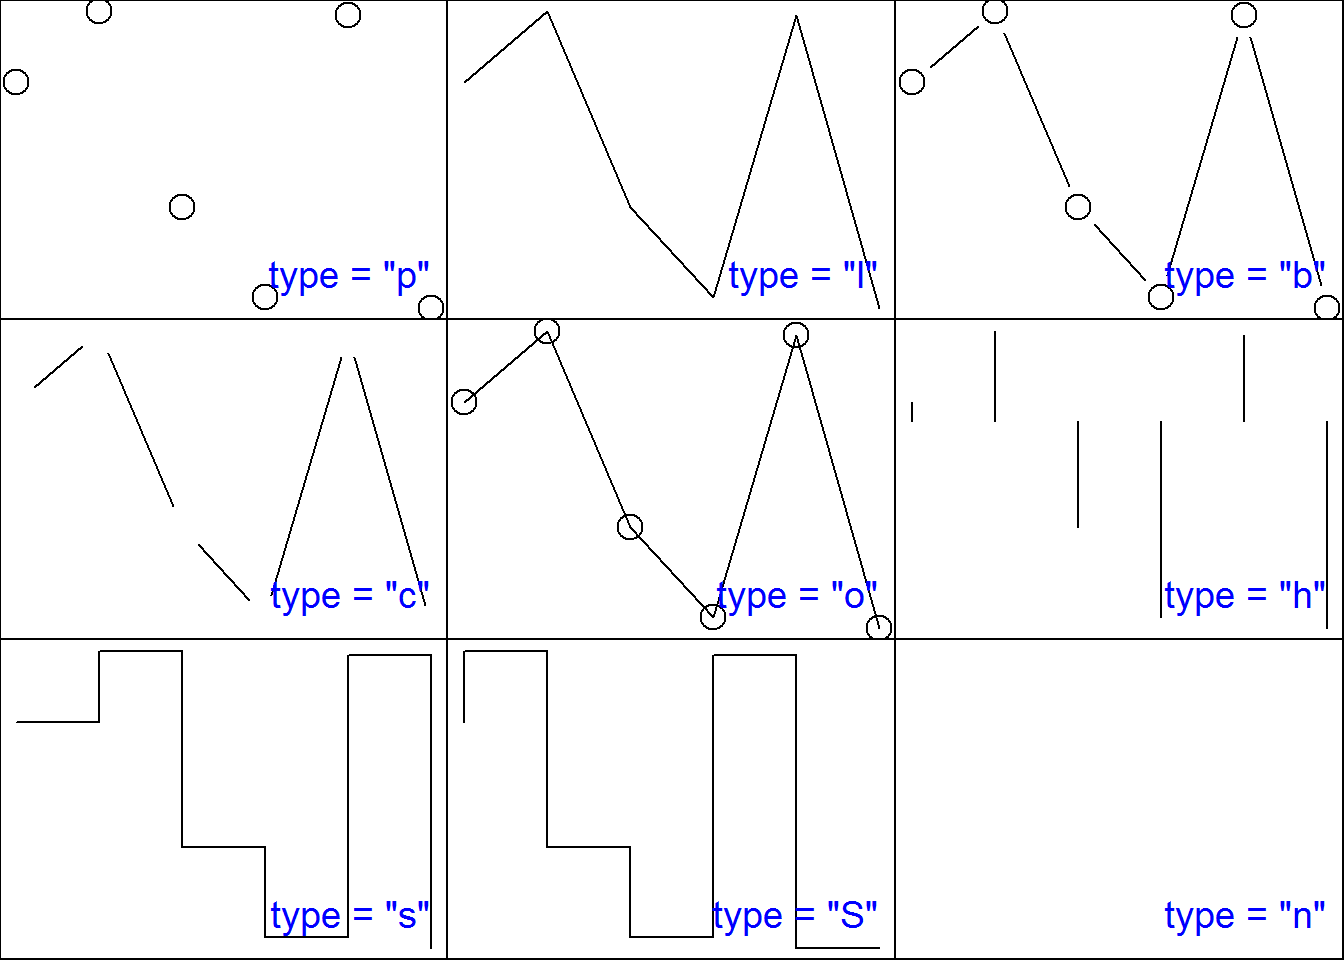 type = "p"
type = "l"
type = "b"
type = "c"
type = "o"
type = "h"
type = "s"
type = "S"
type = "n"